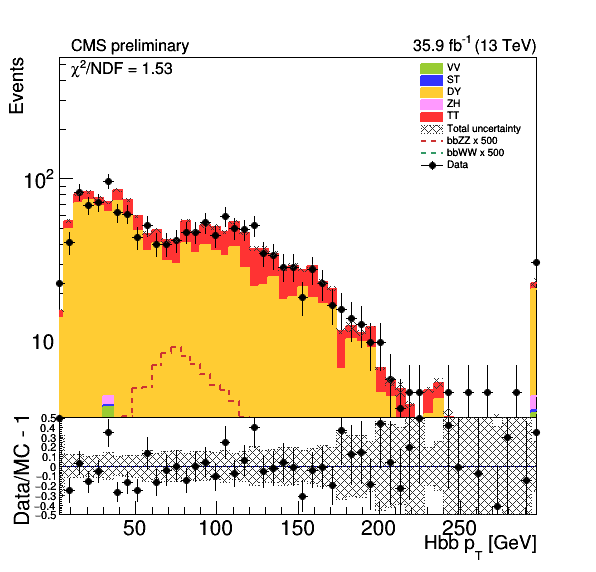 CMS preliminary 35.9 fb⁻¹ (13 TeV)
χ²/NDF = 1.53
Events
10²
10
VV
ST
DY
ZH
TT
Total uncertainty
bbZZ x 500
bbWW x 500
Data
Data/MC - 1
0.5
0.4
0.3
0.2
0.1
0
-0.1
-0.2
-0.3
-0.4
-0.5
50 100 150 200 250
Hbb p_T [GeV]